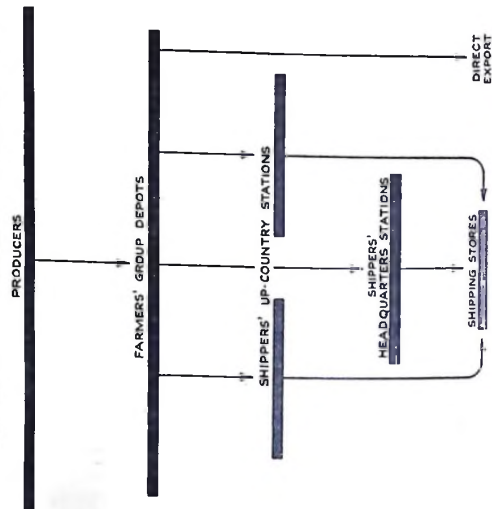 PRODUCERS
FARMERS' GROUP DEPOTS
SHIPPERS' UP-COUNTRY STATIONS
SHIPPERS'
HEADQUARTERS STATIONS
SHIPPING STORES
DIRECT
EXPORT